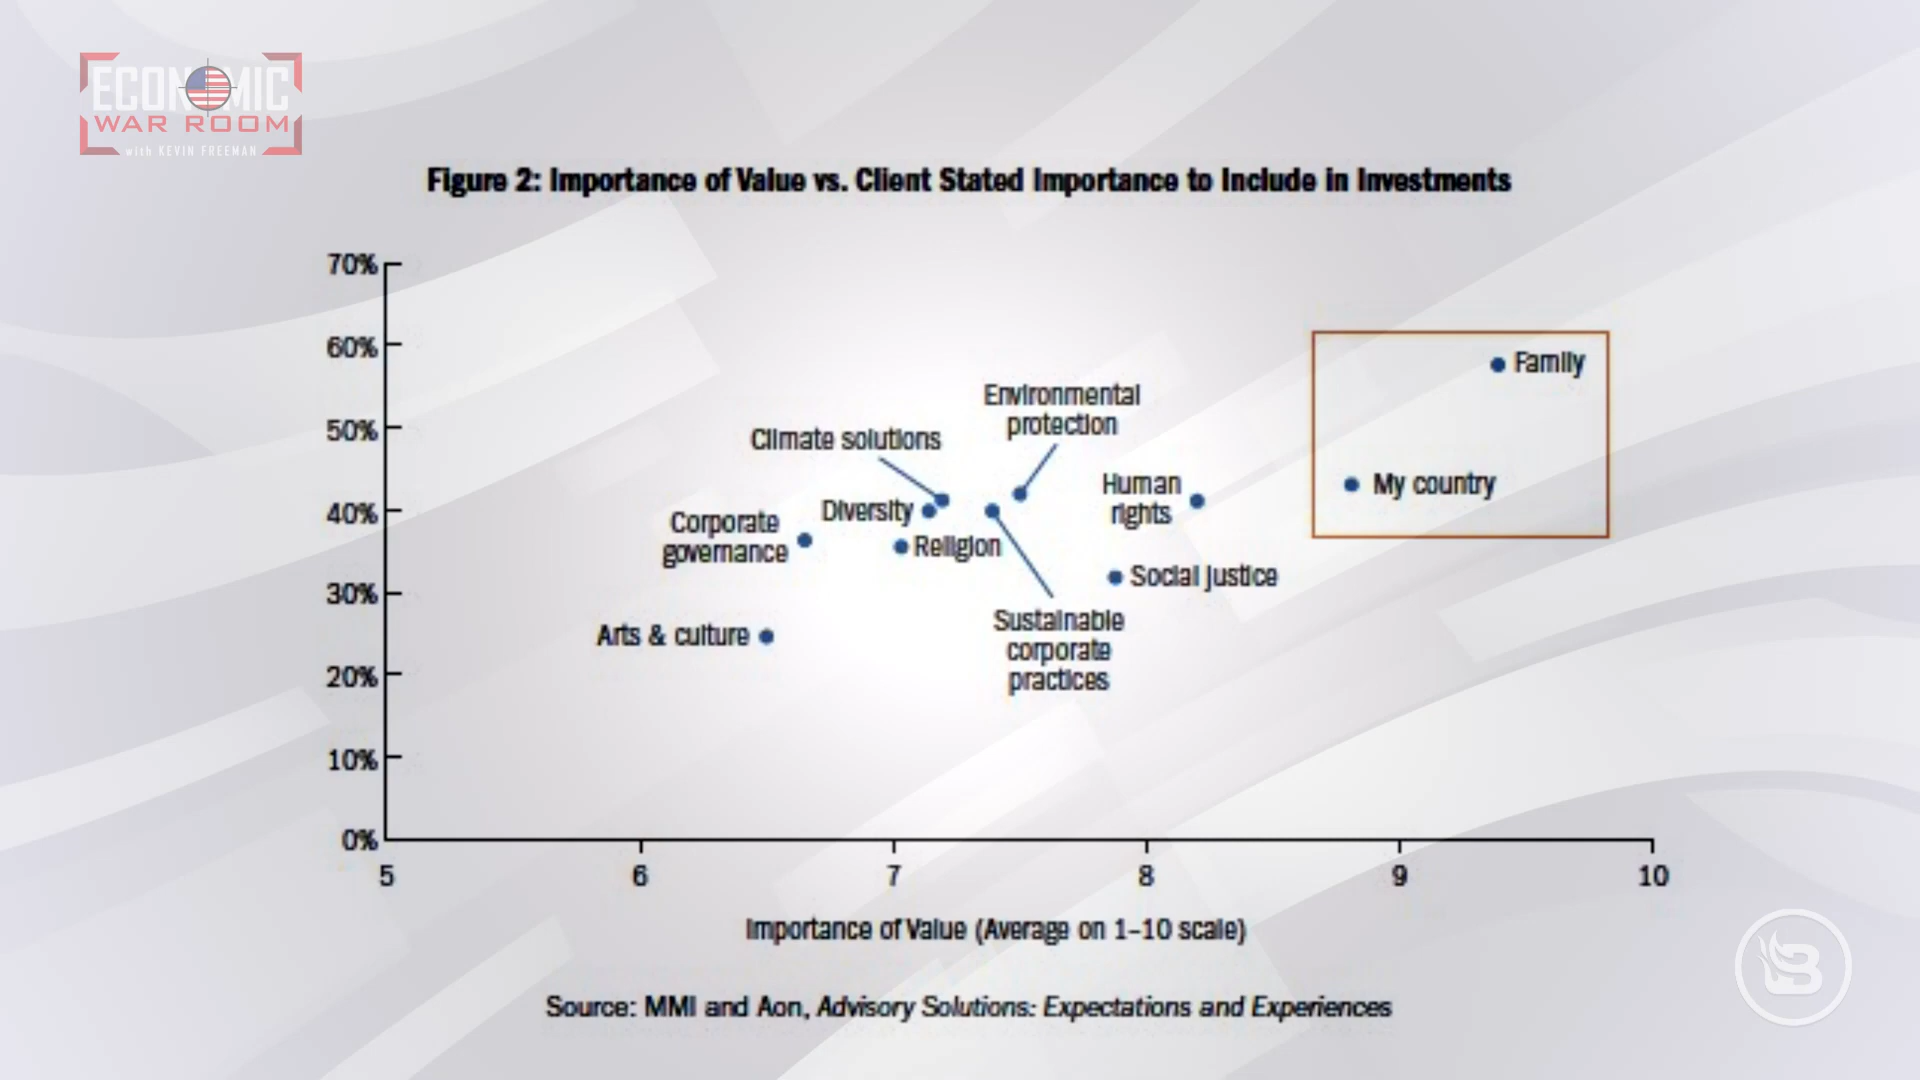 ECONOMIC
WAR ROOM
with KEVIN FREEMAN
Figure 2: Importance of Value vs. Client Stated Importance to Include in Investments
70%
60%
50%
40%
30%
20%
10%
0%
Family
Environmental
protection
Climate solutions
Human
rights
My country
Diversity
Corporate
governance
Religion
Social justice
Sustainable
corporate
practices
Arts & culture
5 6 7 8 9 10
Importance of Value (Average on 1–10 scale)
Source: MMI and Aon, Advisory Solutions: Expectations and Experiences
B